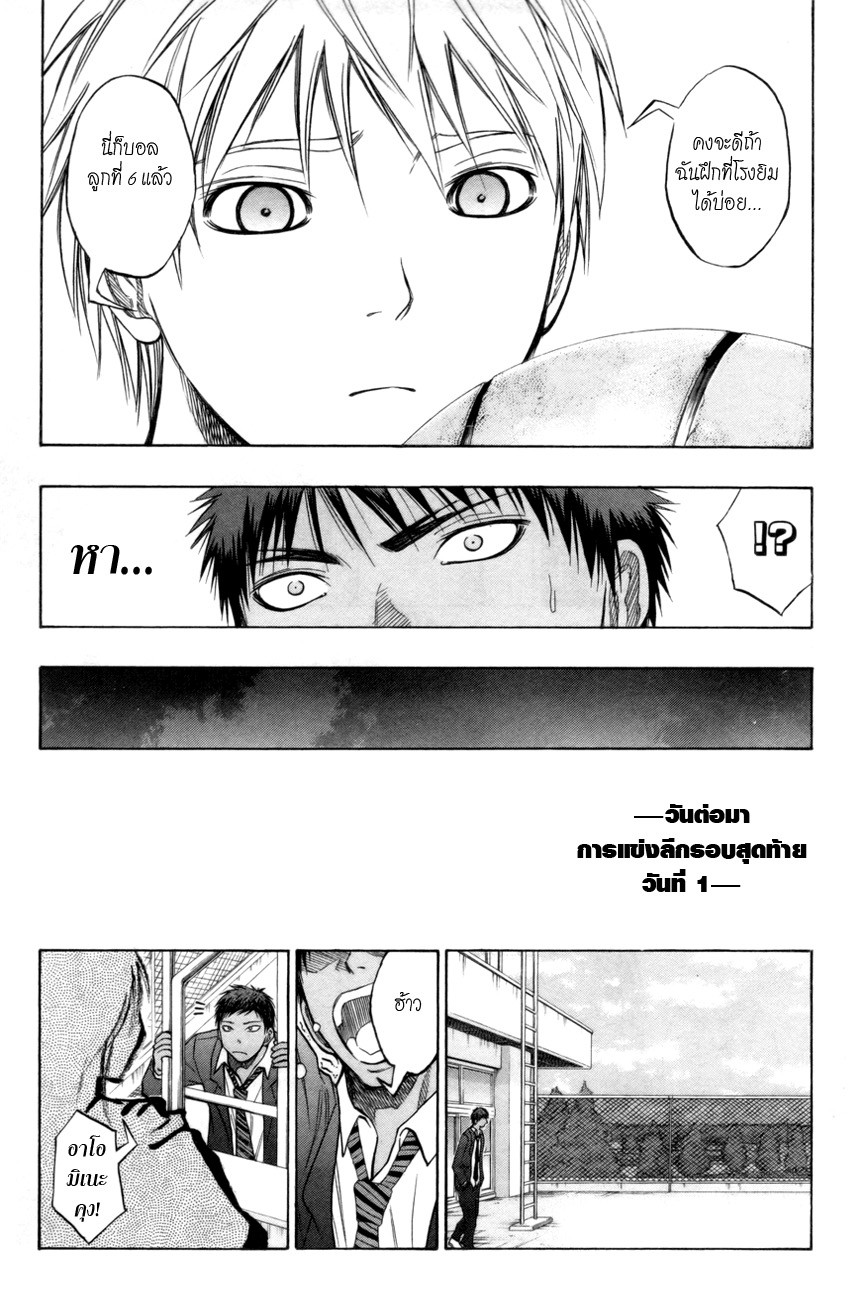 คงจะดีถ้า
ฉันฝึกที่โรงยิม
ได้บ่อย...
นี่ก็บอล
ลูกที่ 6 แล้ว
!?
หา...
—วันต่อมา
การแข่งลีกรอบสุดท้าย
วันที่ 1—
ฮ้าว
อาโอ
มิเนะ
คุง!